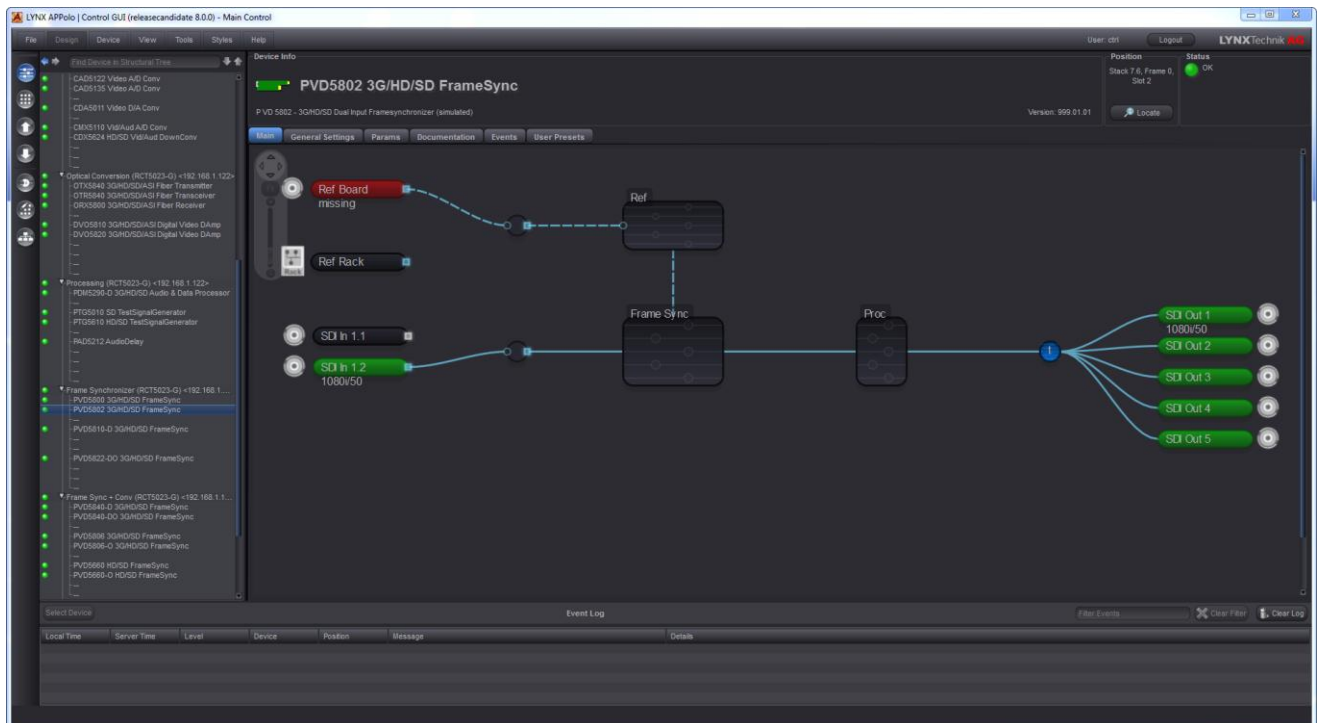 LYNX APPolo | Control GUI (releasecandidate 8.0.0) - Main Control
File Design Device View Tools Styles Help User: ctrl Logout LYNXTechnik AG
Find Device in Structural Tree
CAD5122 Video A/D Conv
CAD5135 Video A/D Conv
CDA5011 Video D/A Conv
CMX5110 Vid/Aud A/D Conv
CDX5624 HD/SD Vid/Aud DownConv
Optical Conversion (RCT5023-G) <192.168.1.122>
OTX5840 3G/HD/SD/ASI Fiber Transmitter
OTR5840 3G/HD/SD/ASI Fiber Transceiver
ORX5800 3G/HD/SD/ASI Fiber Receiver
DVO5810 3G/HD/SD/ASI Digital Video DAmp
DVO5820 3G/HD/SD/ASI Digital Video DAmp
Processing (RCT5023-G) <192.168.1.122>
PDM5290-D 3G/HD/SD Audio & Data Processor
PTG5010 SD TestSignalGenerator
PTG5610 HD/SD TestSignalGenerator
PAD5212 AudioDelay
Frame Synchronizer (RCT5023-G) <192.168.1....
PVD5800 3G/HD/SD FrameSync
PVD5802 3G/HD/SD FrameSync
PVD5810-D 3G/HD/SD FrameSync
PVD5822-DO 3G/HD/SD FrameSync
Frame Sync + Conv (RCT5023-G) <192.168.1.1...
PVD5840-D 3G/HD/SD FrameSync
PVD5840-DO 3G/HD/SD FrameSync
PVD5806 3G/HD/SD FrameSync
PVD5806-O 3G/HD/SD FrameSync
PVD5660 HD/SD FrameSync
PVD5660-O HD/SD FrameSync
Device Info
PVD5802 3G/HD/SD FrameSync
P VD 5802 - 3G/HD/SD Dual Input Framesynchronizer (simulated)
Version: 999.01.01
Position
Stack 7.6, Frame 0,
Slot 2
Locate
Status
OK
Main General Settings Params Documentation Events User Presets
Ref Board
missing
Rack
Ref Rack
SDI In 1.1
SDI In 1.2
1080i/50
Ref
Frame Sync
Proc
1
SDI Out 1
1080i/50
SDI Out 2
SDI Out 3
SDI Out 4
SDI Out 5
Select Device Event Log Filter Events Clear Filter Clear Log
Local Time Server Time Level Device Position Message Details